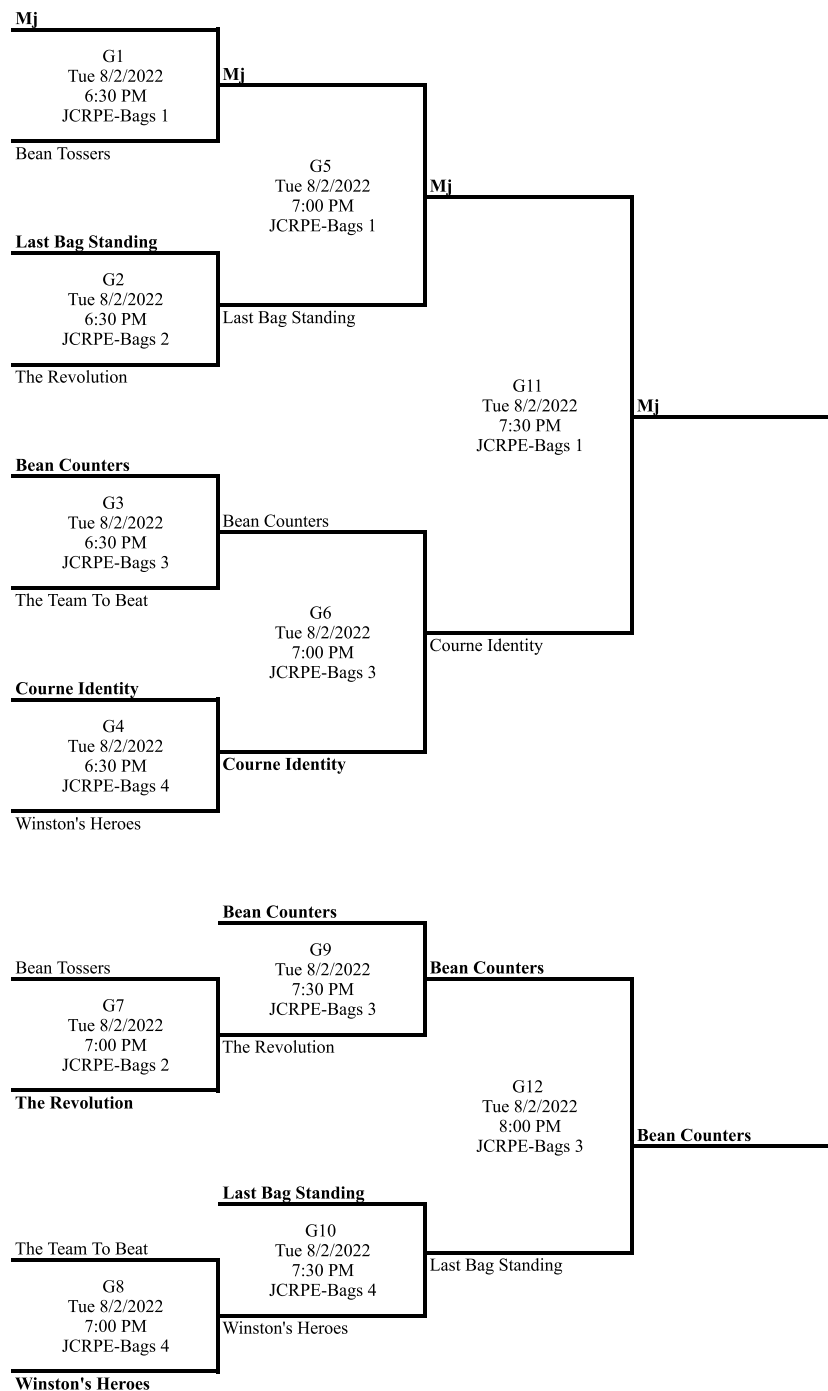 Mj
G1
Tue 8/2/2022
6:30 PM
JCRPE-Bags 1
Bean Tossers
Mj
G5
Tue 8/2/2022
7:00 PM
JCRPE-Bags 1
Last Bag Standing
Last Bag Standing
G2
Tue 8/2/2022
6:30 PM
JCRPE-Bags 2
The Revolution
Mj
G11
Tue 8/2/2022
7:30 PM
JCRPE-Bags 1
Courne Identity
Mj
Bean Counters
G3
Tue 8/2/2022
6:30 PM
JCRPE-Bags 3
The Team To Beat
Bean Counters
G6
Tue 8/2/2022
7:00 PM
JCRPE-Bags 3
Courne Identity
Courne Identity
G4
Tue 8/2/2022
6:30 PM
JCRPE-Bags 4
Winston's Heroes
Bean Counters
G9
Tue 8/2/2022
7:30 PM
JCRPE-Bags 3
The Revolution
Bean Tossers
G7
Tue 8/2/2022
7:00 PM
JCRPE-Bags 2
The Revolution
Bean Counters
G12
Tue 8/2/2022
8:00 PM
JCRPE-Bags 3
Last Bag Standing
Bean Counters
Last Bag Standing
G10
Tue 8/2/2022
7:30 PM
JCRPE-Bags 4
Winston's Heroes
The Team To Beat
G8
Tue 8/2/2022
7:00 PM
JCRPE-Bags 4
Winston's Heroes